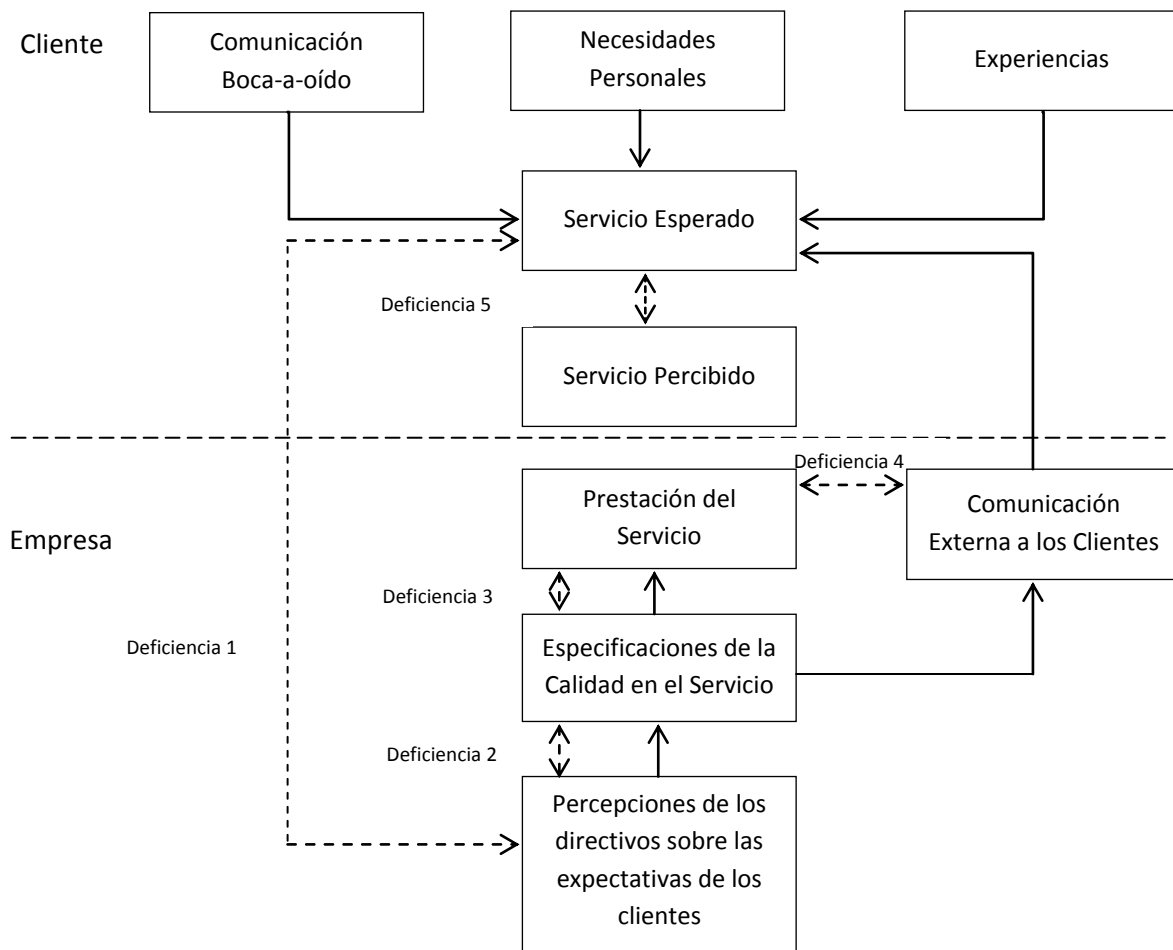 Cliente
Comunicación
Boca-a-oído
Necesidades
Personales
Experiencias
Servicio Esperado
Deficiencia 5
Servicio Percibido
Deficiencia 4
Prestación del
Servicio
Comunicación
Externa a los Clientes
Empresa
Deficiencia 3
Deficiencia 1
Especificaciones de la
Calidad en el Servicio
Deficiencia 2
Percepciones de los
directivos sobre las
expectativas de los
clientes